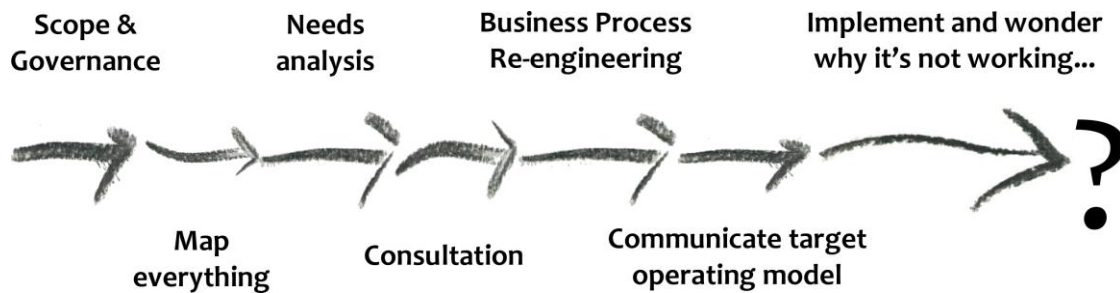 Scope &
Governance
Map
everything
Needs
analysis
Consultation
Business Process
Re-engineering
Communicate target
operating model
Implement and wonder
why it's not working...
?